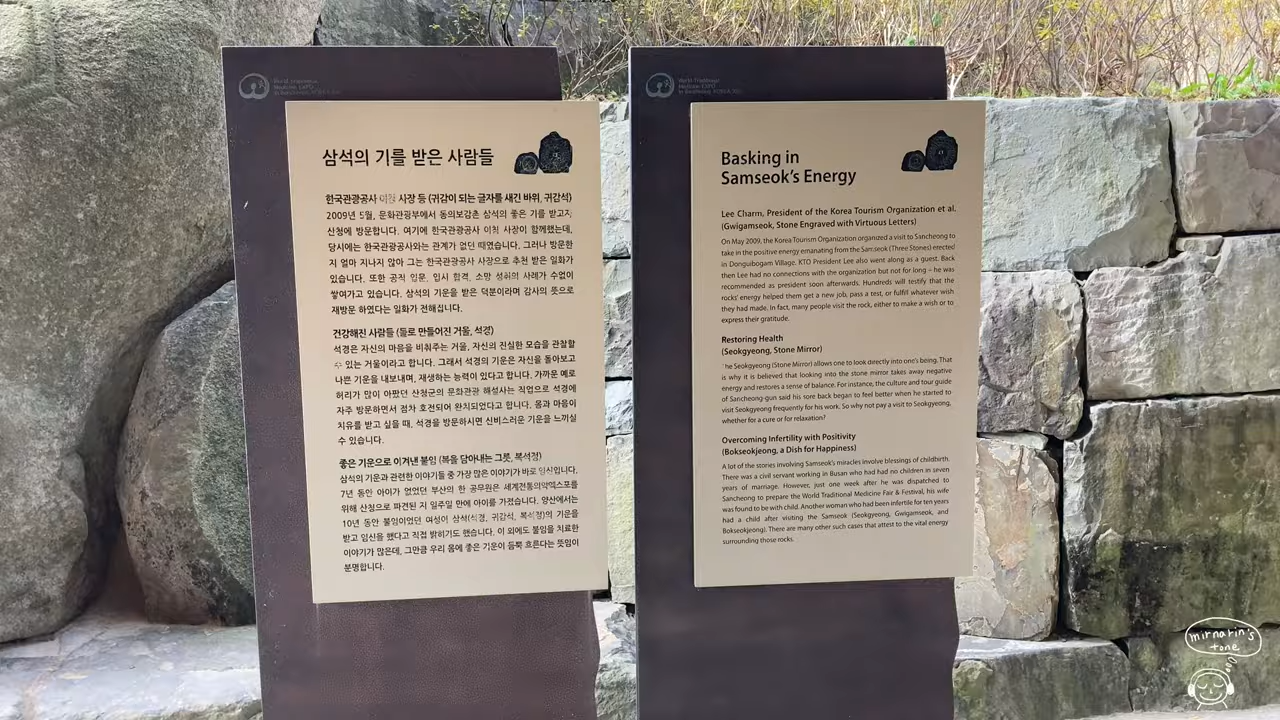 World Traditional
Medicine EXPO
삼석의 기를 받은 사람들
한국관광공사 이참 사장 등 (귀감이 되는 글자를 새긴 바위, 귀감석)
2009년 5월, 문화관광부에서 동의보감촌 삼석의 좋은 기를 받고자
산청에 방문합니다. 여기에 한국관광공사 이참 사장이 함께했는데,
당시에는 한국관광공사와는 관계가 없던 때였습니다. 그러나 방문한
지 얼마 지나지 않아 그는 한국관광공사 사장으로 추천 받은 일화가
있습니다. 또한 공직 입문, 입시 합격, 소망 성취의 사례가 수없이
쌓여가고 있습니다. 삼석의 기운을 받은 덕분이라며 감사의 뜻으로
재방문 하였다는 일화가 전해집니다.
건강해진 사람들 (돌로 만들어진 거울, 석경)
석경은 자신의 마음을 비춰주는 거울, 자신의 진실한 모습을 관찰할
수 있는 거울이라고 합니다. 그래서 석경의 기운은 자신을 돌아보고
나쁜 기운을 내보내며, 재생하는 능력이 있다고 합니다. 가까운 예로
허리가 많이 아팠던 산청군의 문화관광 해설사는 직업으로 석경에
자주 방문하면서 점차 호전되어 완치되었다고 합니다. 몸과 마음이
치유를 받고 싶을 때, 석경을 방문하시면 신비스러운 기운을 느끼실
수 있습니다.
좋은 기운으로 이겨낸 불임 (복을 담아내는 그릇, 복석정)
삼석의 기운과 관련한 이야기들 중 가장 많은 이야기가 바로 임신입니다.
7년 동안 아이가 없었던 부산의 한 공무원은 세계전통의약엑스포를
위해 산청으로 파견된 지 일주일 만에 아이를 가졌습니다. 양산에서는
10년 동안 불임이었던 여성이 삼석(석경, 귀감석, 복석정)의 기운을
받고 임신을 했다고 직접 밝히기도 했습니다. 이 외에도 불임을 치료한
이야기가 많은데, 그만큼 우리 몸에 좋은 기운이 듬뿍 흐른다는 뜻임이
분명합니다.
World Traditional
Medicine EXPO
Basking in
Samseok's Energy
Lee Charm, President of the Korea Tourism Organization et al.
(Gwigamseok, Stone Engraved with Virtuous Letters)
On May 2009, the Korea Tourism Organization organized a visit to Sancheong to
take in the positive energy emanating from the Samseok (Three Stones) erected
in Donguibogam Village. KTO President Lee also went along as a guest. Back
then Lee had no connections with the organization but not for long – he was
recommended as president soon afterwards. Hundreds will testify that the
rocks' energy helped them get a new job, pass a test, or fulfill whatever wish
they had made. In fact, many people visit the rock, either to make a wish or to
express their gratitude.
Restoring Health
(Seokgyeong, Stone Mirror)
The Seokgyeong (Stone Mirror) allows one to look directly into one's being. That
is why it is believed that looking into the stone mirror takes away negative
energy and restores a sense of balance. For instance, the culture and tour guide
of Sancheong-gun said his sore back began to feel better when he started to
visit Seokgyeong frequently for his work. So why not pay a visit to Seokgyeong,
whether for a cure or for relaxation?
Overcoming Infertility with Positivity
(Bokseokjeong, a Dish for Happiness)
A lot of the stories involving Samseok's miracles involve blessings of childbirth.
There was a civil servant working in Busan who had had no children in seven
years of marriage. However, just one week after he was dispatched to
Sancheong to prepare the World Traditional Medicine Fair & Festival, his wife
was found to be with child. Another woman who had been infertile for ten years
had a child after visiting the Samseok (Seokgyeong, Gwigamseok, and
Bokseokjeong). There are many other such cases that attest to the vital energy
surrounding those rocks.
mirnarin's
tone